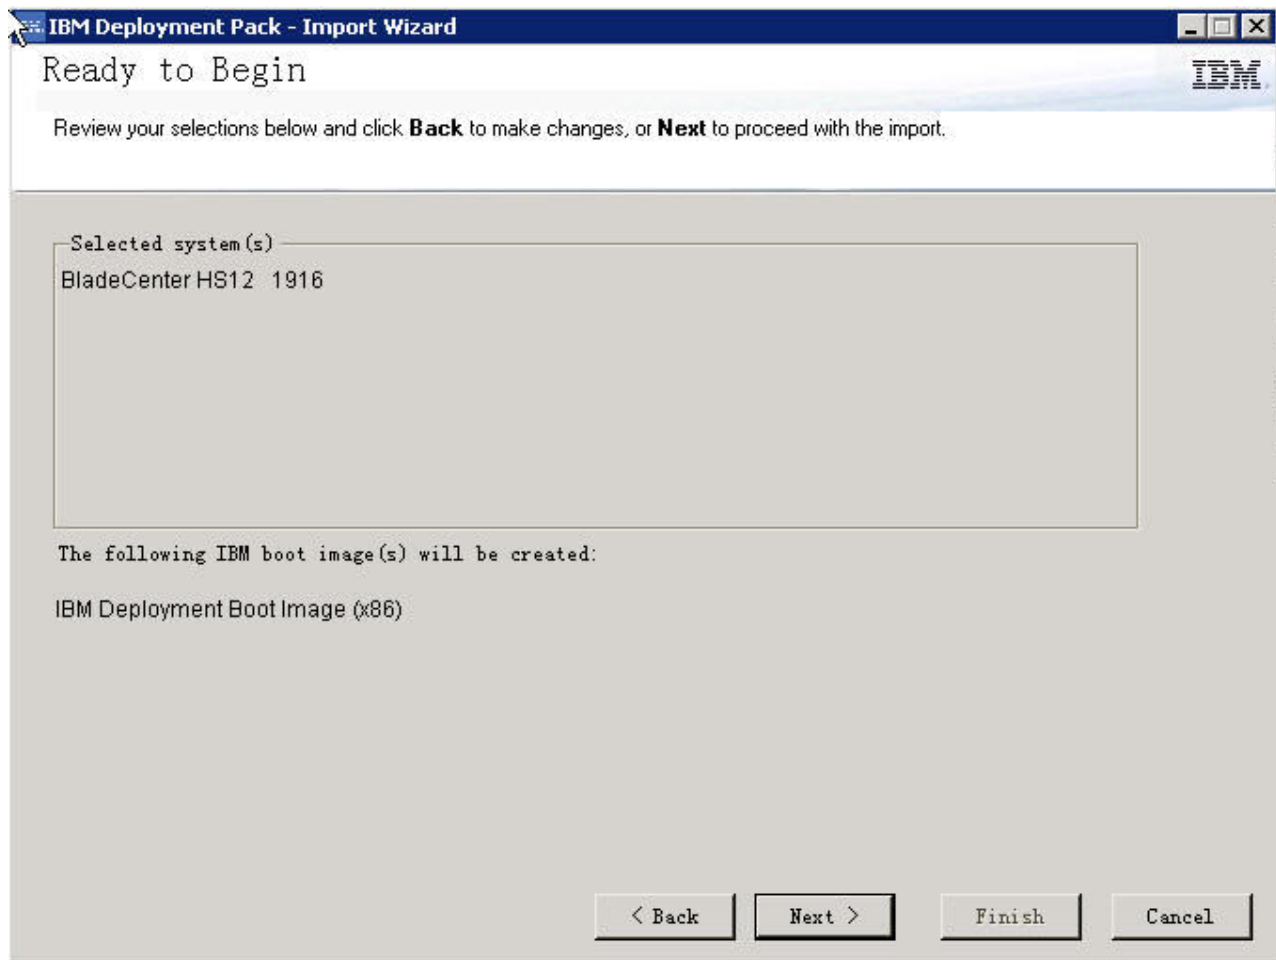 IBM Deployment Pack - Import Wizard
Ready to Begin
IBM
Review your selections below and click Back to make changes, or Next to proceed with the import.
Selected system(s)
BladeCenter HS12 1916
The following IBM boot image(s) will be created:
IBM Deployment Boot Image (x86)
< Back
Next >
Finish
Cancel